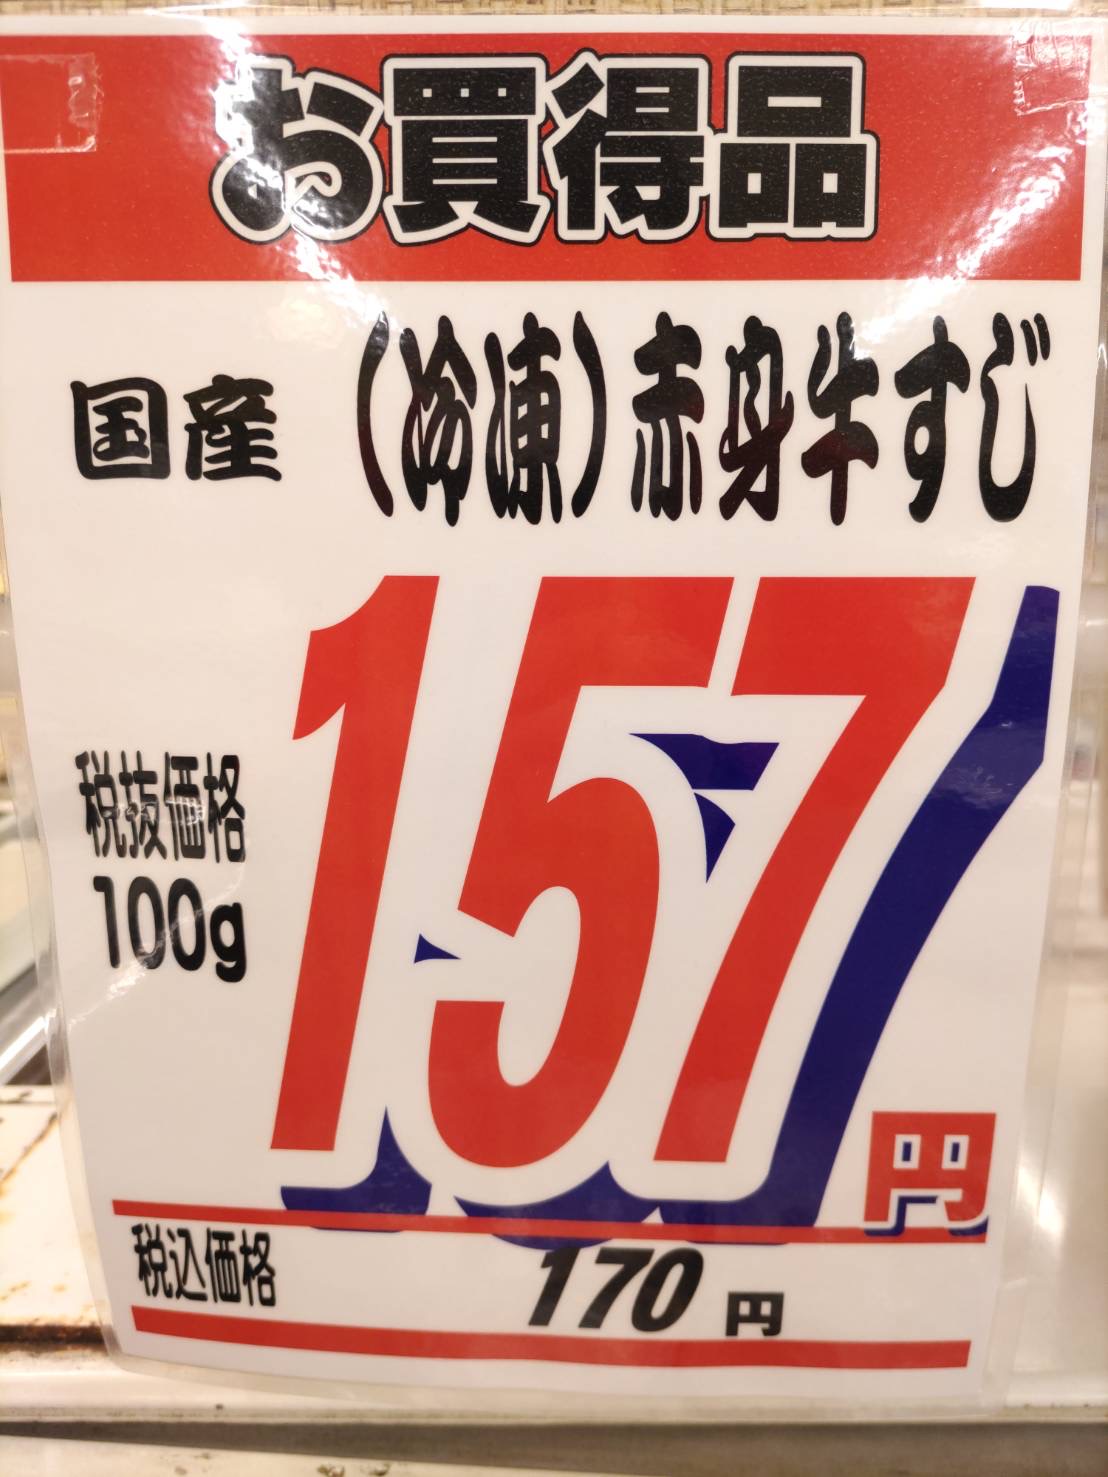 お買得品
国産 (冷凍)赤身牛すじ
税抜価格
100g
157円
税込価格 170円